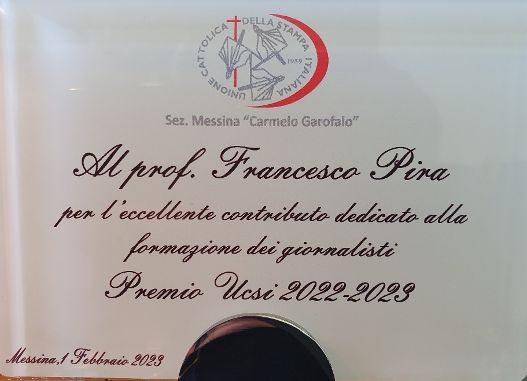 UNIONE CATTOLICA DELLA STAMPA ITALIANA
1959
Sez. Messina "Carmelo Garofalo"
Al prof. Francesco Pira
per l'eccellente contributo dedicato alla
formazione dei giornalisti
Premio Ucsi 2022-2023
Messina, 1 Febbraio 2023